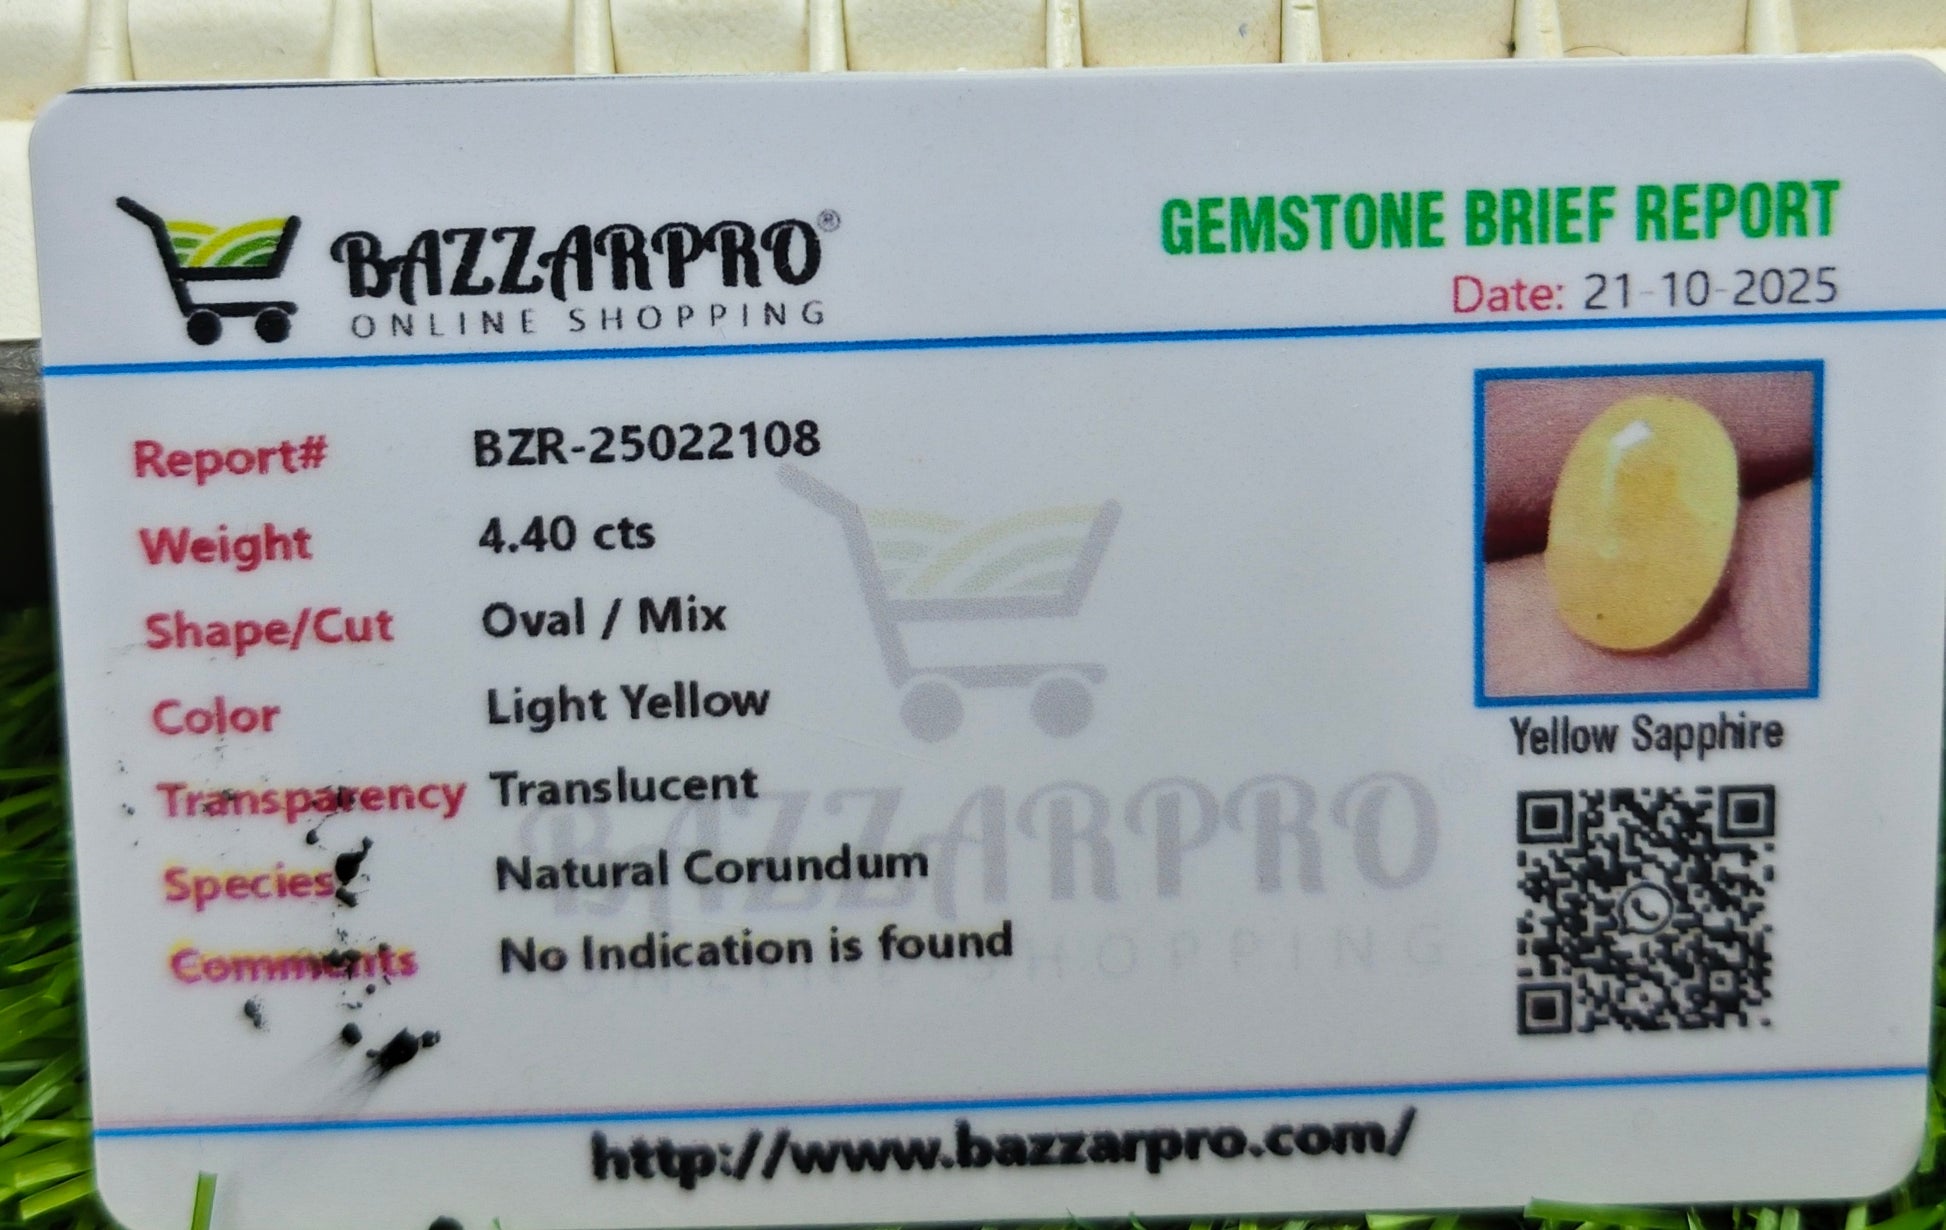 BAZZARPRO®
ONLINE SHOPPING
GEMSTONE BRIEF REPORT
Date: 21-10-2025
Report# BZR-25022108
Weight 4.40 cts
Shape/Cut Oval / Mix
Color Light Yellow
Transparency Translucent
Species Natural Corundum
Comments No Indication is found
Yellow Sapphire
BAZZARPRO
ONLINE SHOPPING
http://www.bazzarpro.com/